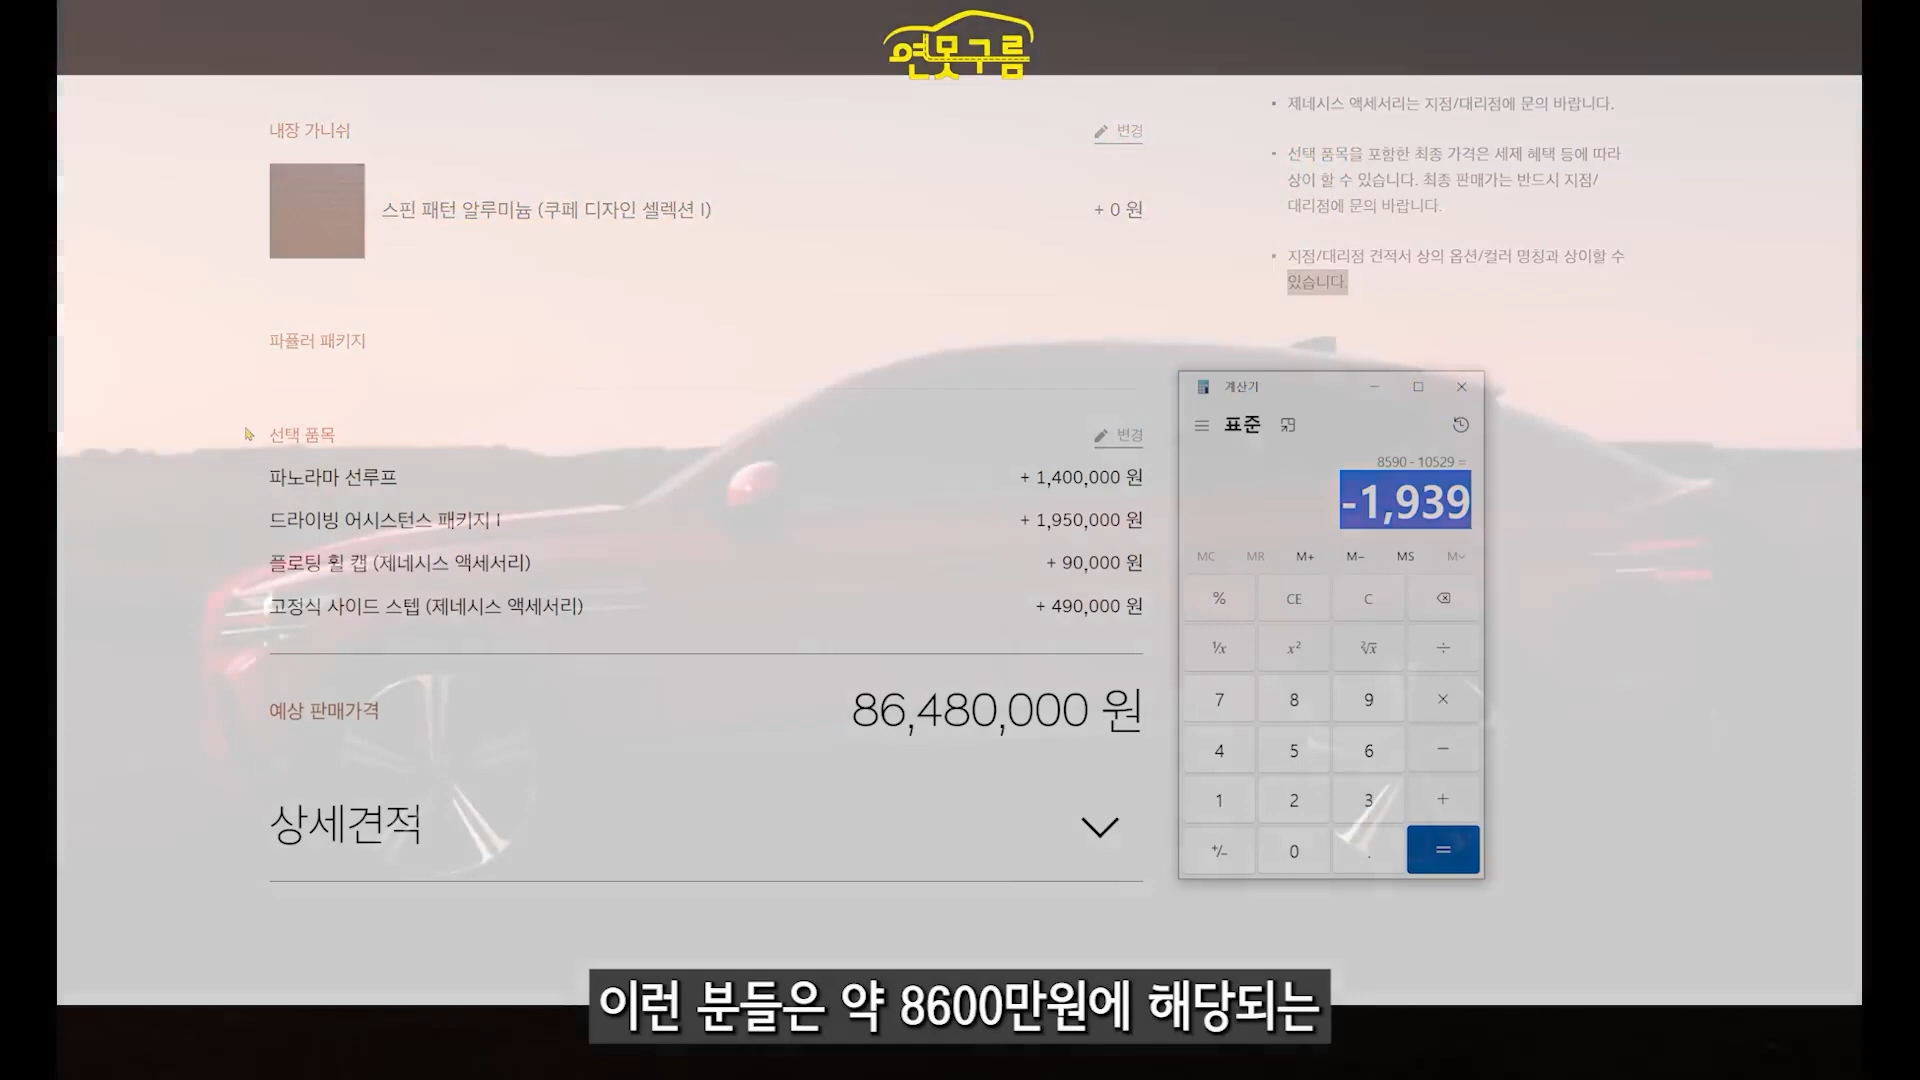 연못구름
내장 가니쉬
변경
스핀 패턴 알루미늄 (쿠페 디자인 셀렉션 I)
+ 0 원
파퓰러 패키지
선택 품목
변경
파노라마 선루프
+ 1,400,000 원
드라이빙 어시스턴스 패키지 I
+ 1,950,000 원
플로팅 휠 캡 (제네시스 액세서리)
+ 90,000 원
고정식 사이드 스텝 (제네시스 액세서리)
+ 490,000 원
예상 판매가격
86,480,000 원
상세견적
• 제네시스 액세서리는 지점/대리점에 문의 바랍니다.
• 선택 품목을 포함한 최종 가격은 세제 혜택 등에 따라
상이 할 수 있습니다. 최종 판매가는 반드시 지점/
대리점에 문의 바랍니다.
• 지점/대리점 견적서 상의 옵션/컬러 명칭과 상이할 수
있습니다.
계산기
표준
8590 - 10529 =
-1,939
MC MR M+ M- MS M˅
% CE C
¹/x x² ²√x ÷
7 8 9 ×
4 5 6 −
1 2 3 +
+/− 0 . =
이런 분들은 약 8600만원에 해당되는